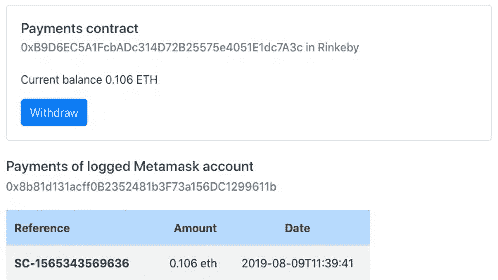 Payments contract
0xB9D6EC5A1FcbADc314D72B25575e4051E1dc7A3c in Rinkeby
Current balance 0.106 ETH
Withdraw
Payments of logged Metamask account
0x8b81d131acff0B2352481b3F73a156DC1299611b
Reference Amount Date
SC-1565343569636 0.106 eth 2019-08-09T11:39:41